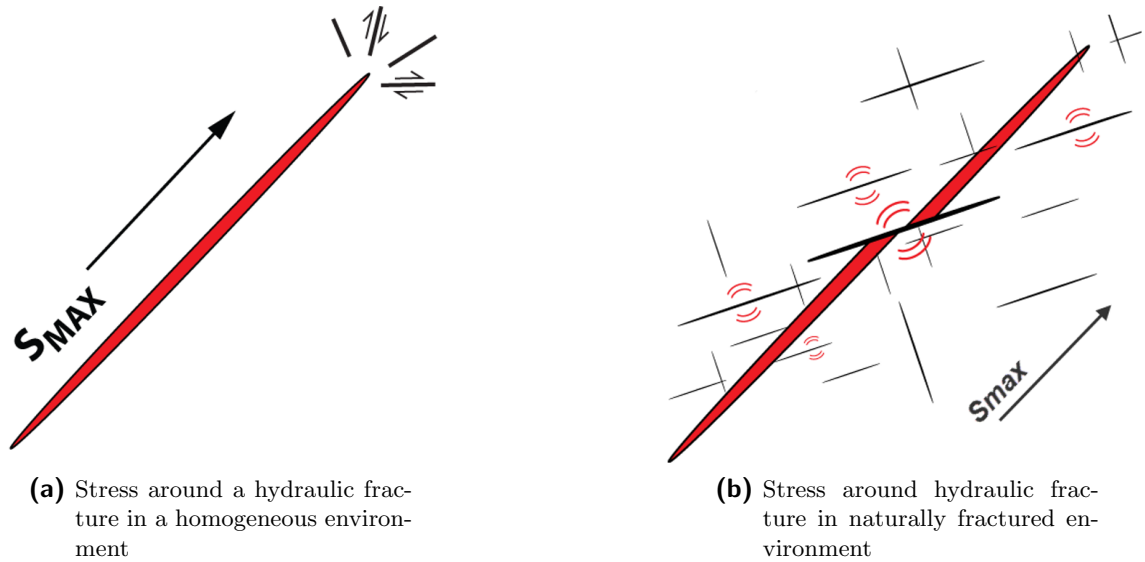 SMAX
Smax
(a) Stress around a hydraulic frac-
ture in a homogeneous environ-
ment
(b) Stress around hydraulic frac-
ture in naturally fractured en-
vironment